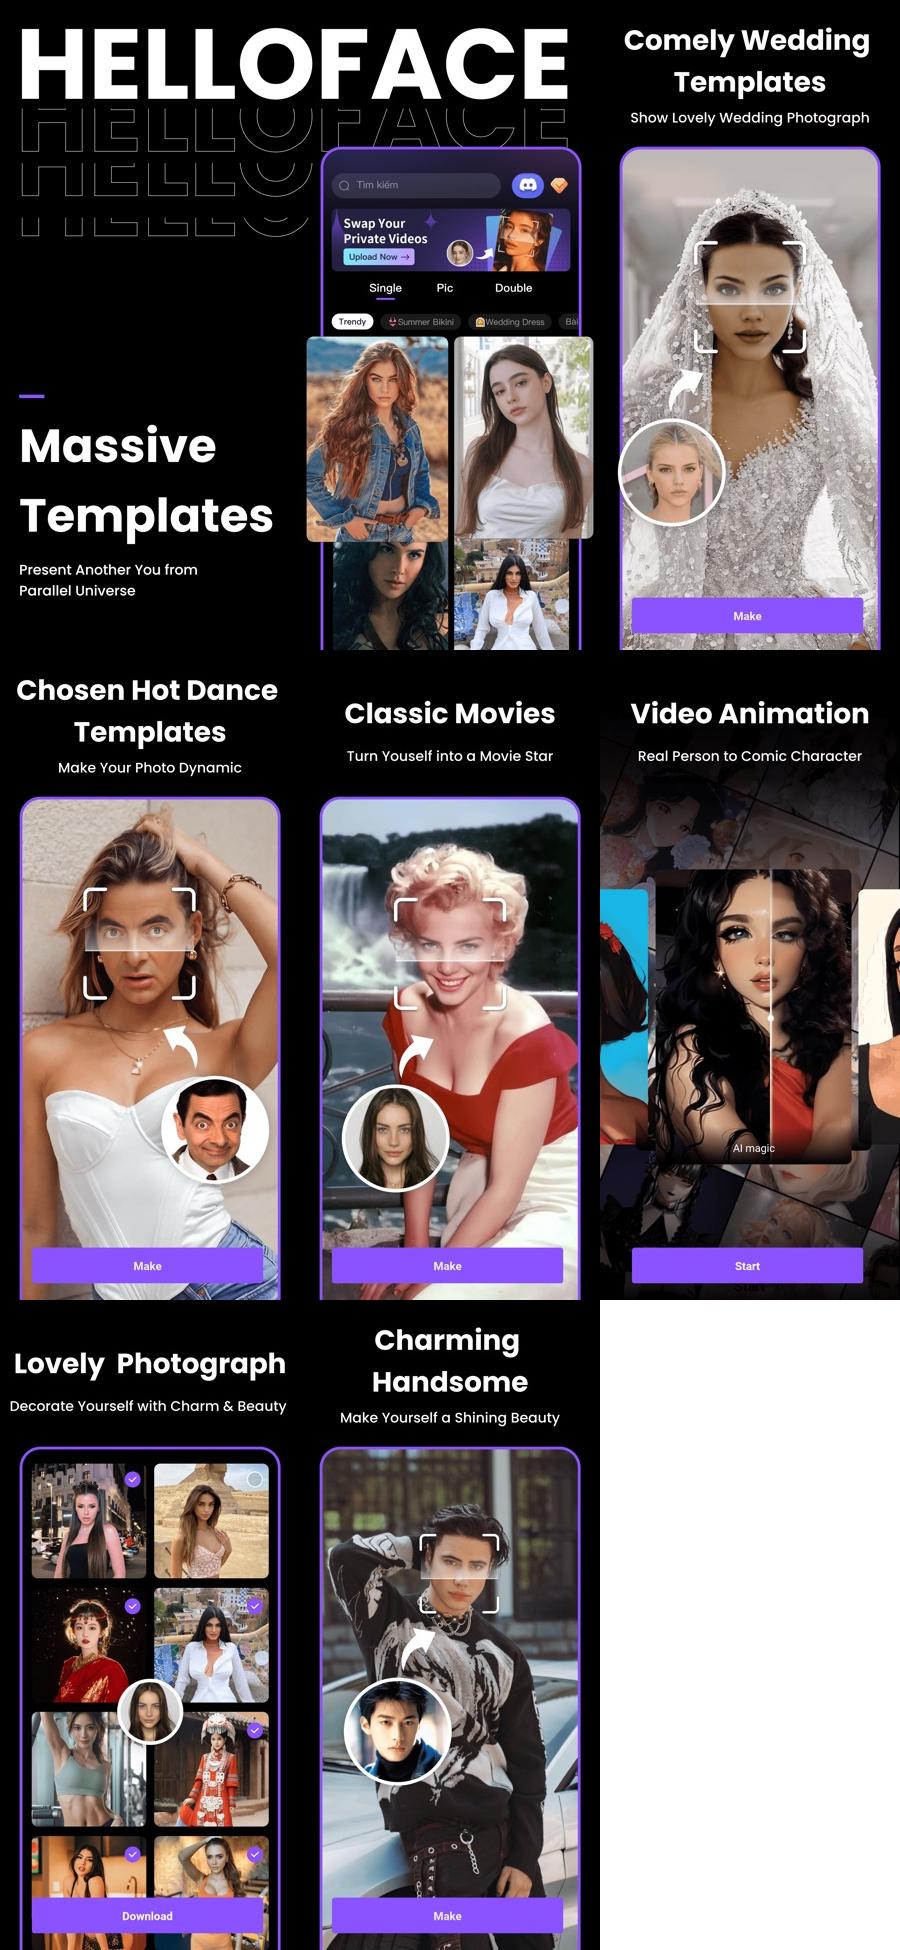 HELLOFACE
HELLOFACE
HELLO
HELLO
Tìm kiếm
Swap Your
Private Videos
Upload Now →
Single Pic Double
Trendy Summer Bikini Wedding Dress
Massive
Templates
Present Another You from
Parallel Universe
Comely Wedding
Templates
Show Lovely Wedding Photograph
Make
Chosen Hot Dance
Templates
Make Your Photo Dynamic
Make
Classic Movies
Turn Youself into a Movie Star
Make
Video Animation
Real Person to Comic Character
AI magic
Start
Lovely Photograph
Decorate Yourself with Charm & Beauty
Download
Charming
Handsome
Make Yourself a Shining Beauty
Make